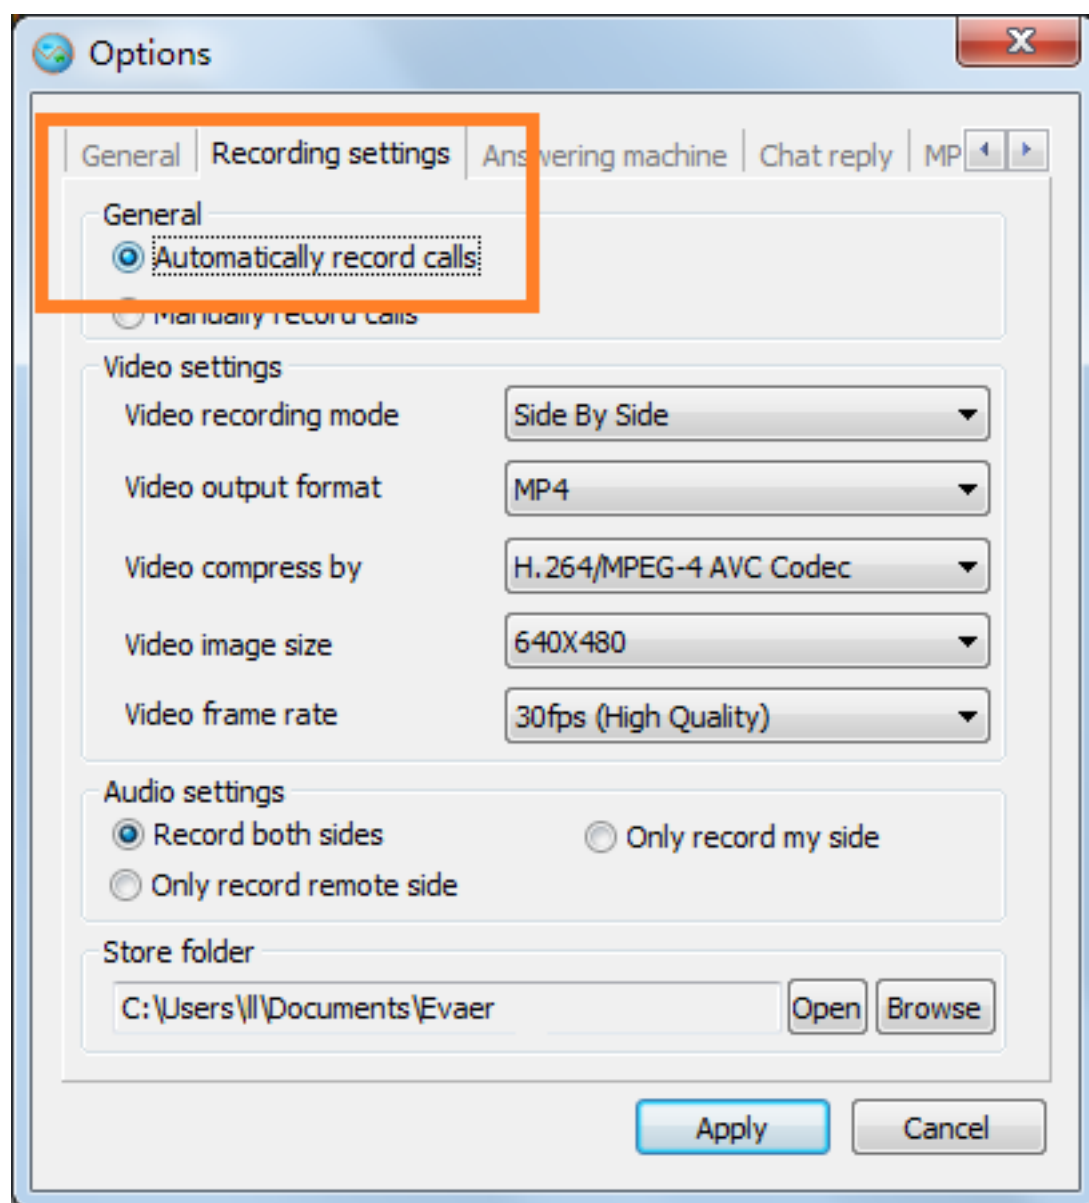 Options
General Recording settings Answering machine Chat reply MP
General
Automatically record calls
Manually record calls
Video settings
Video recording mode Side By Side
Video output format MP4
Video compress by H.264/MPEG-4 AVC Codec
Video image size 640X480
Video frame rate 30fps (High Quality)
Audio settings
Record both sides Only record my side
Only record remote side
Store folder
C:\Users\ll\Documents\Evaer Open Browse
Apply Cancel